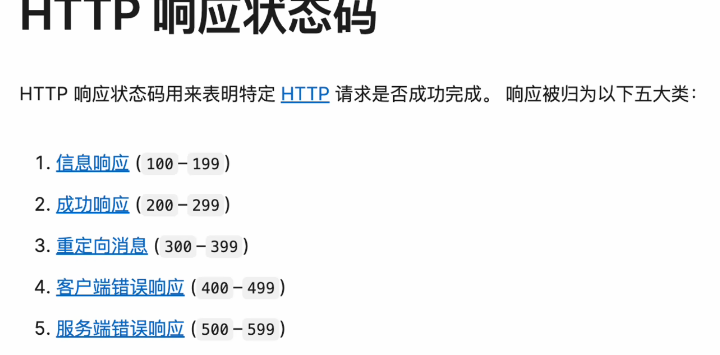 HTTP 响应状态码
HTTP 响应状态码用来表明特定 HTTP 请求是否成功完成。 响应被归为以下五大类：
1. 信息响应 (100–199)
2. 成功响应 (200–299)
3. 重定向消息 (300–399)
4. 客户端错误响应 (400–499)
5. 服务端错误响应 (500–599)